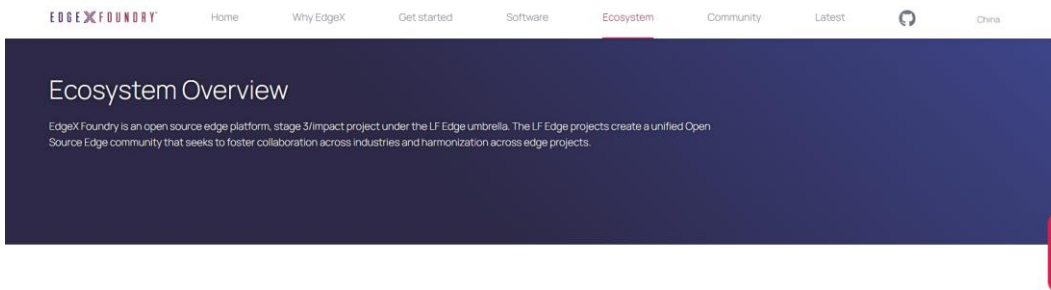 EDGE X FOUNDRY Home Why EdgeX Get started Software Ecosystem Community Latest China
Ecosystem Overview
EdgeX Foundry is an open source edge platform, stage 3/impact project under the LF Edge umbrella. The LF Edge projects create a unified Open
Source Edge community that seeks to foster collaboration across industries and harmonization across edge projects.